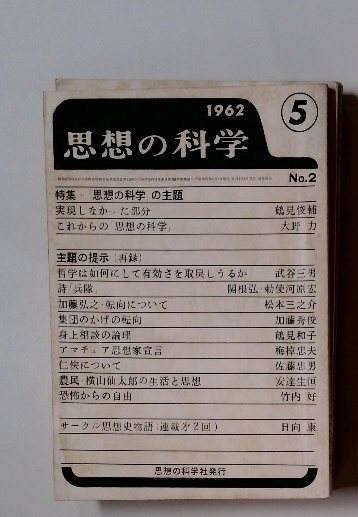 1962
5
思想の科学
No.2
特集・思想の科学 の主題
実現しなかった部分 鶴見俊輔
これからの「思想の科学」 大野 力
主題の提示(再録)
哲学は如何にして有効さを取戻しうるか 武谷三男
詩「兵隊」 関根弘・勅使河原宏
加藤弘之・転向について 松本三之介
集団のかげの転向 加藤秀俊
身上相談の論理 鶴見和子
アマチュア思想家宣言 梅棹忠夫
仁俠について 佐藤忠男
農民・横山仙太郎の生活と思想 安達生恒
恐怖からの自由 竹内 好
サークル思想史物語(連載才2回) 日向 康
思想の科学社発行